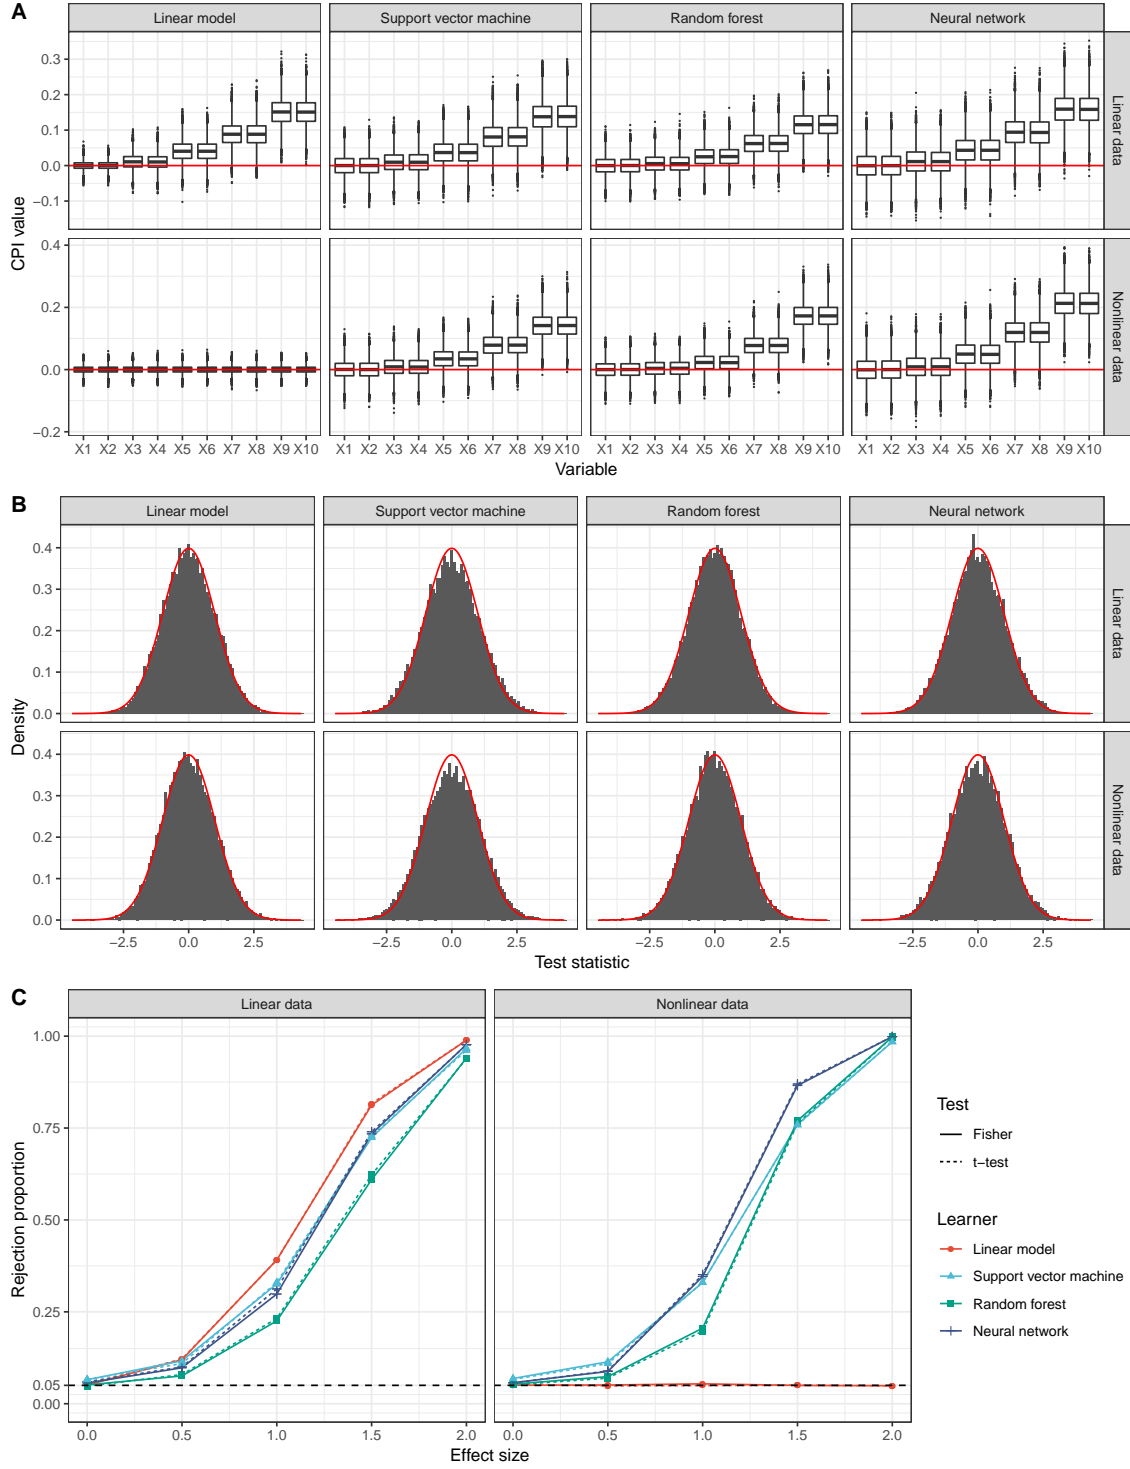 A
Linear model
Support vector machine
Random forest
Neural network
CPI value
0.3
0.2
0.1
0.0
−0.1
Linear data
0.4
0.2
0.0
−0.2
Nonlinear data
X1 X2 X3 X4 X5 X6 X7 X8 X9 X10
X1 X2 X3 X4 X5 X6 X7 X8 X9 X10
X1 X2 X3 X4 X5 X6 X7 X8 X9 X10
X1 X2 X3 X4 X5 X6 X7 X8 X9 X10
Variable
B
Linear model
Support vector machine
Random forest
Neural network
Density
0.4
0.3
0.2
0.1
0.0
Linear data
0.4
0.3
0.2
0.1
0.0
Nonlinear data
−2.5 0.0 2.5
−2.5 0.0 2.5
−2.5 0.0 2.5
−2.5 0.0 2.5
Test statistic
C
Linear data
Nonlinear data
Rejection proportion
1.00
0.75
0.50
0.25
0.05
0.00
0.0 0.5 1.0 1.5 2.0
0.0 0.5 1.0 1.5 2.0
Effect size
Test
Fisher
t−test
Learner
Linear model
Support vector machine
Random forest
Neural network